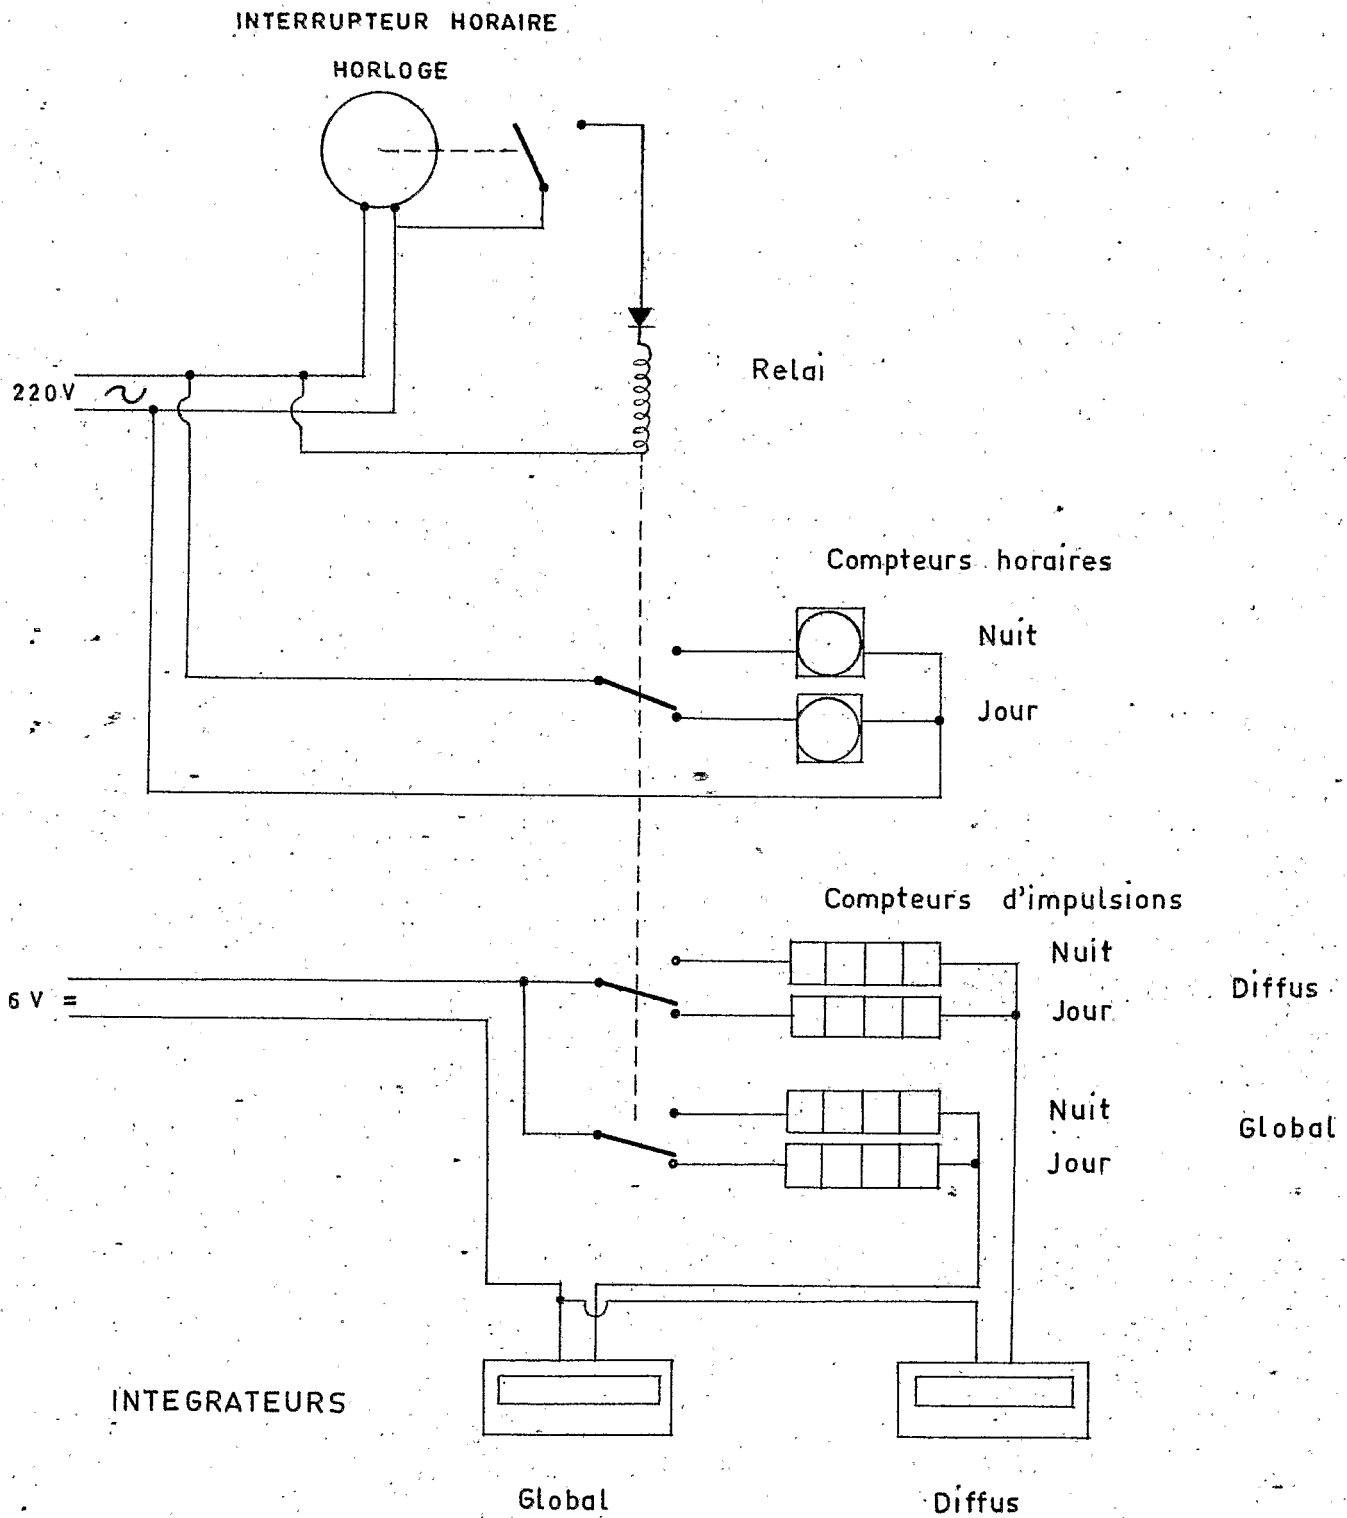 INTERRUPTEUR HORAIRE
HORLOGE
220V ~
Relai
Compteurs horaires
Nuit
Jour
Compteurs d'impulsions
Nuit
Diffus
6 V =
Jour
Nuit
Global
Jour
INTEGRATEURS
Global
Diffus